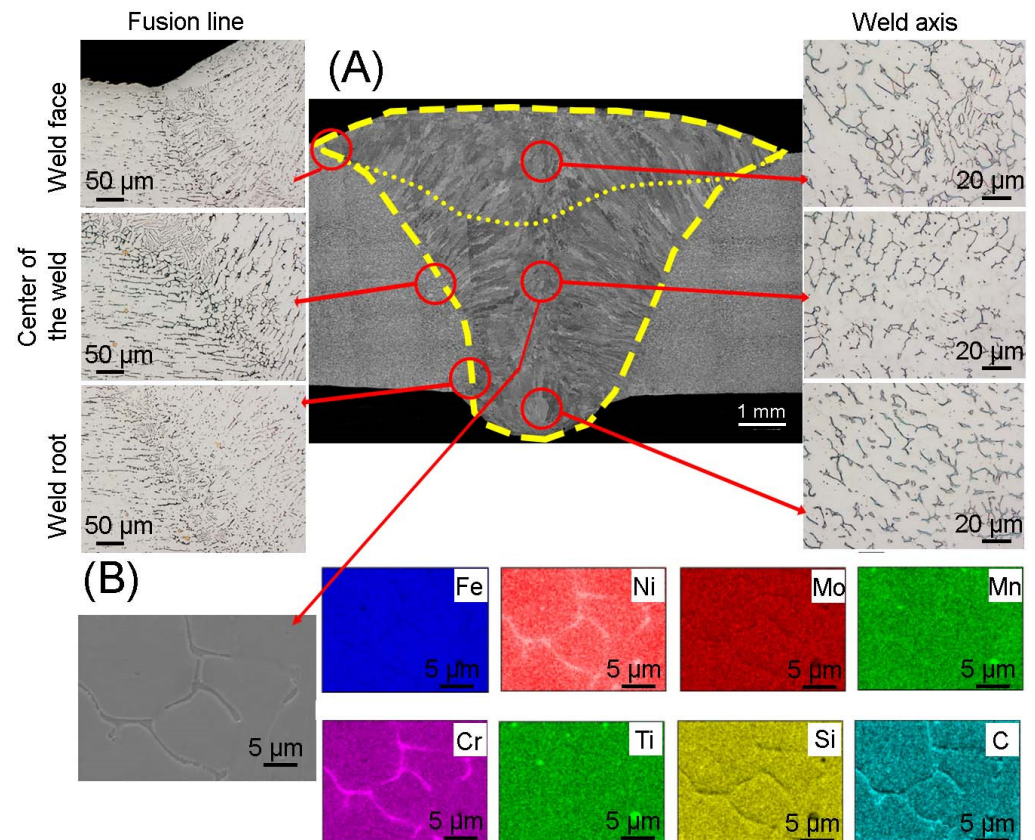 Fusion line
Weld axis
(A)
Weld face
50 µm
20 µm
Center of
the weld
50 µm
20 µm
Weld root
50 µm
1 mm
20 µm
(B)
5 µm
Fe
5 µm
Ni
5 µm
Mo
5 µm
Mn
5 µm
Cr
5 µm
Ti
5 µm
Si
5 µm
C
5 µm